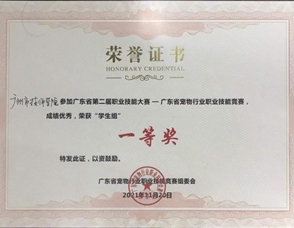 荣誉证书
HONORARY CREDENTIAL
广州市技师学院 参加广东省第二届职业技能大赛 — 广东省宠物行业职业技能竞赛，
成绩优秀，荣获“学生组”
一等奖
特发此证，以资鼓励。
广东省宠物行业职业技能竞赛组委会
2021年11月20日